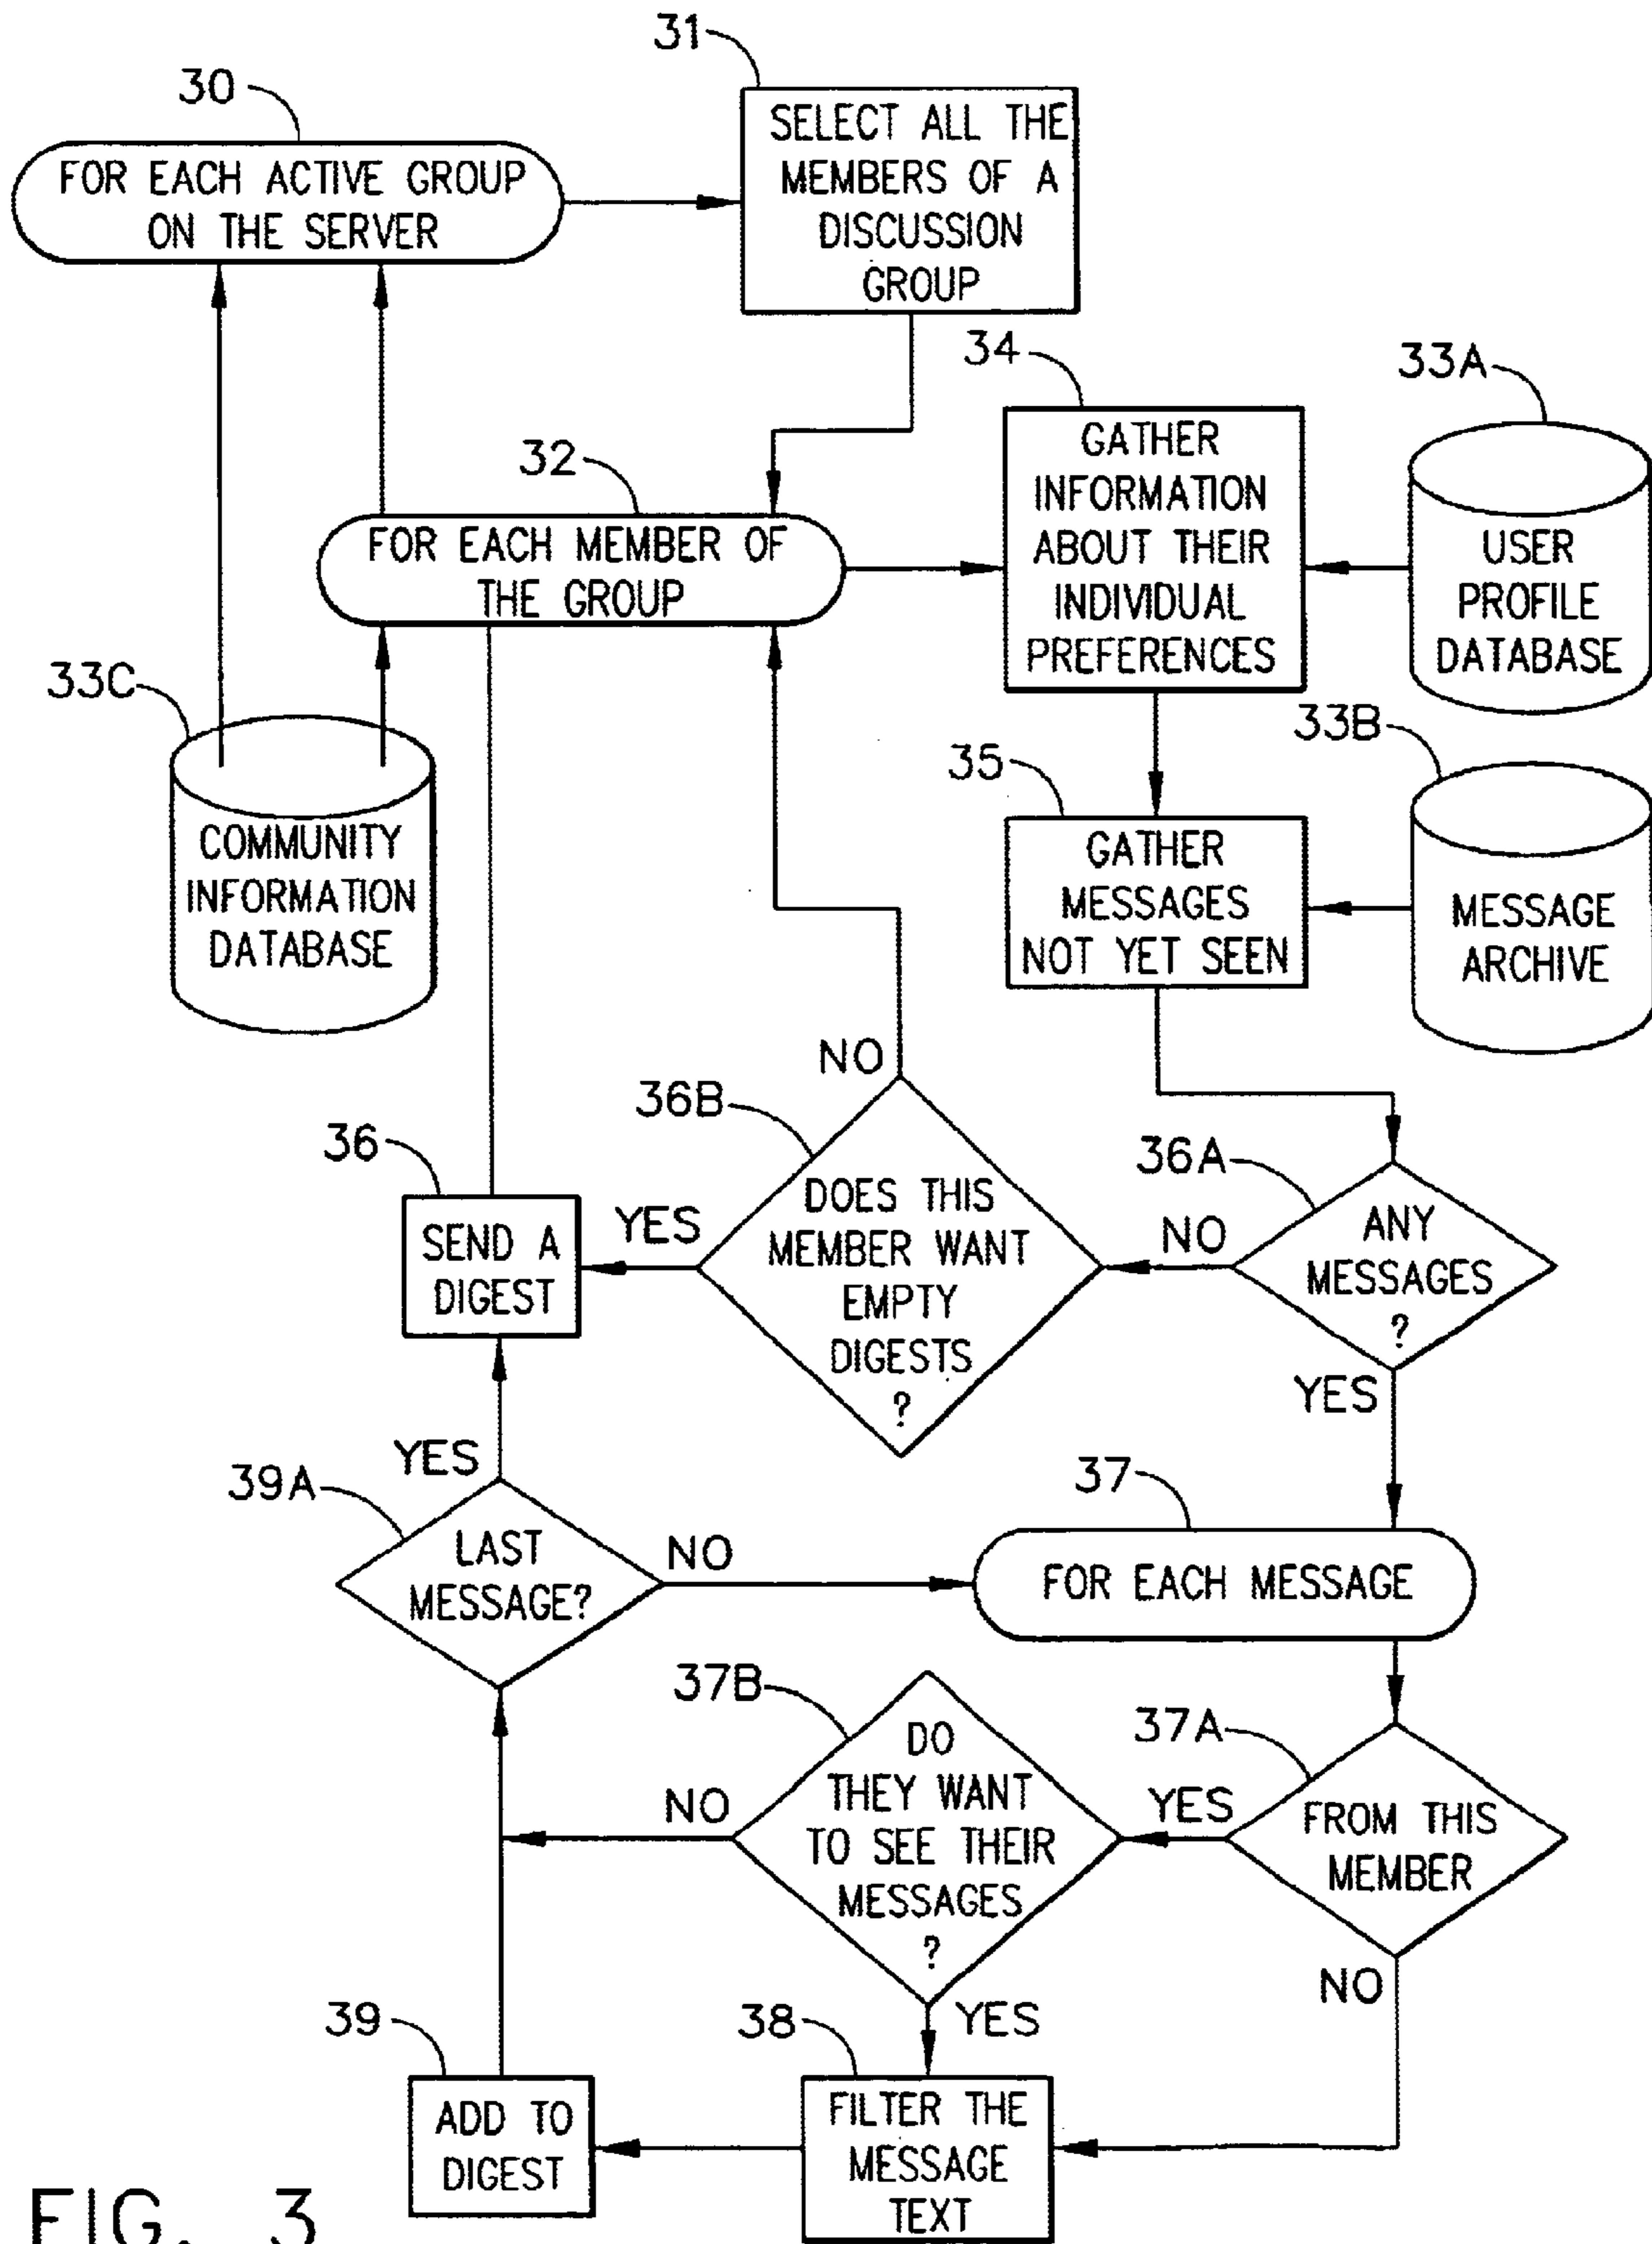 31
30
SELECT ALL THE
MEMBERS OF A
DISCUSSION
GROUP
FOR EACH ACTIVE GROUP
ON THE SERVER
34
33A
GATHER
INFORMATION
ABOUT THEIR
INDIVIDUAL
PREFERENCES
32
FOR EACH MEMBER OF
THE GROUP
USER
PROFILE
DATABASE
33C
33B
35
COMMUNITY
INFORMATION
DATABASE
GATHER
MESSAGES
NOT YET SEEN
MESSAGE
ARCHIVE
NO
36B
36
36A
DOES THIS
MEMBER WANT
EMPTY
DIGESTS
?
YES
NO
ANY
MESSAGES
?
SEND A
DIGEST
YES
YES
39A
37
LAST
MESSAGE?
NO
FOR EACH MESSAGE
37B
37A
DO
THEY WANT
TO SEE THEIR
MESSAGES
?
NO
YES
FROM THIS
MEMBER
NO
YES
39
38
ADD TO
DIGEST
FILTER THE
MESSAGE
TEXT
FIG. 3